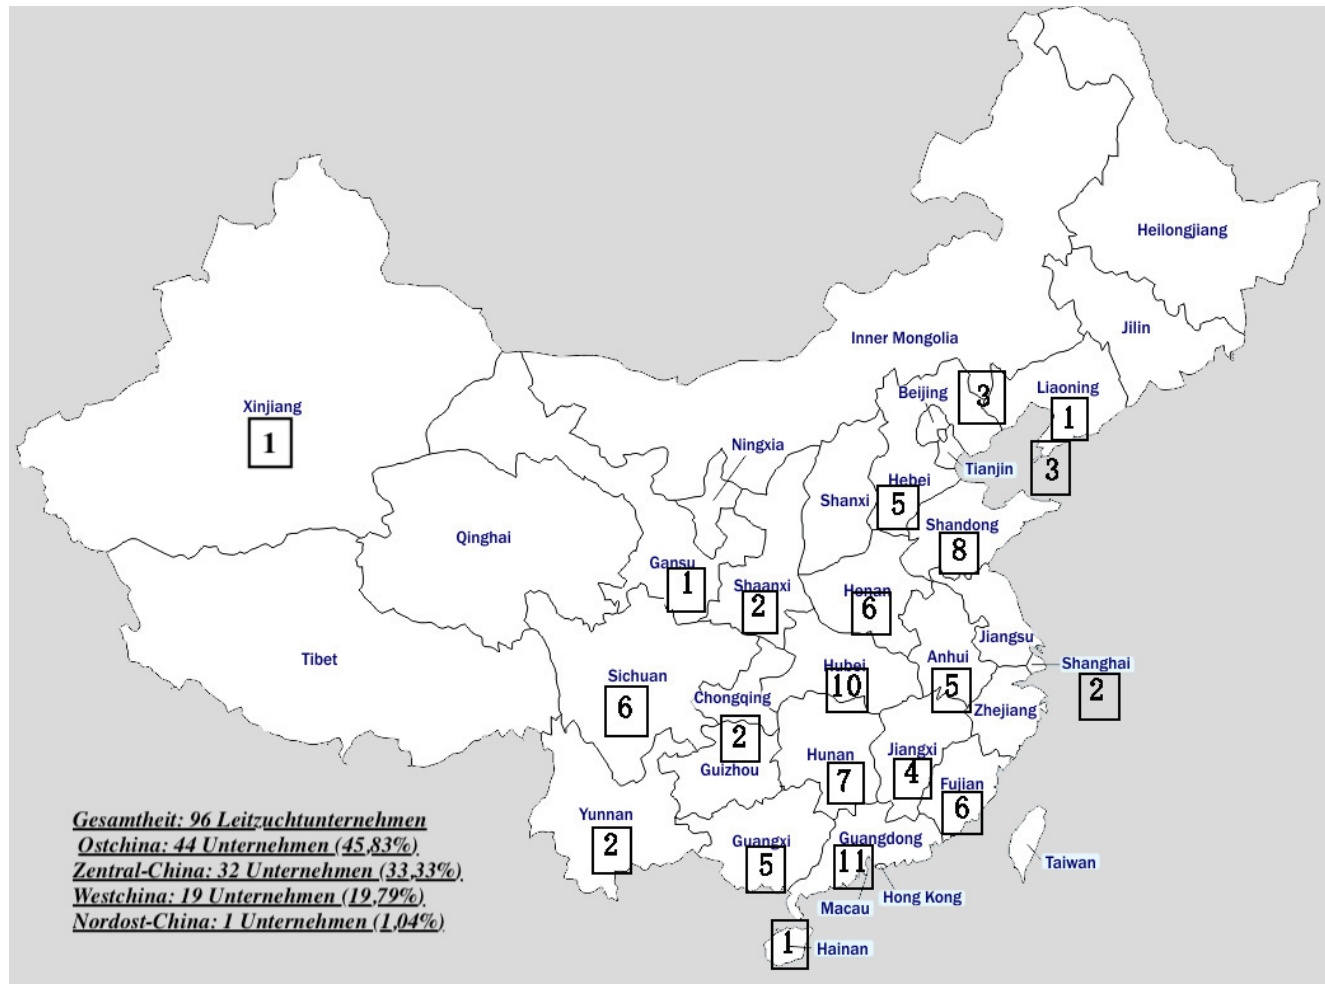 Heilongjiang
Jilin
Inner Mongolia
Liaoning
1
Beijing
3
Xinjiang
1
Ningxia
Tianjin
3
Hebei
5
Shanxi
Shandong
8
Qinghai
Gansu
1
Shaanxi
2
Henan
6
Jiangsu
Tibet
Shanghai
2
Anhui
5
Hubei
10
Sichuan
6
Chongqing
2
Zhejiang
Guizhou
Hunan
7
Jiangxi
4
Fujian
6
Yunnan
2
Guangxi
5
Guangdong
11
Taiwan
Hong Kong
Macau
1
Hainan
Gesamtheit: 96 Leitzuchtunternehmen
Ostchina: 44 Unternehmen (45,83%)
Zentral-China: 32 Unternehmen (33,33%)
Westchina: 19 Unternehmen (19,79%)
Nordost-China: 1 Unternehmen (1,04%)